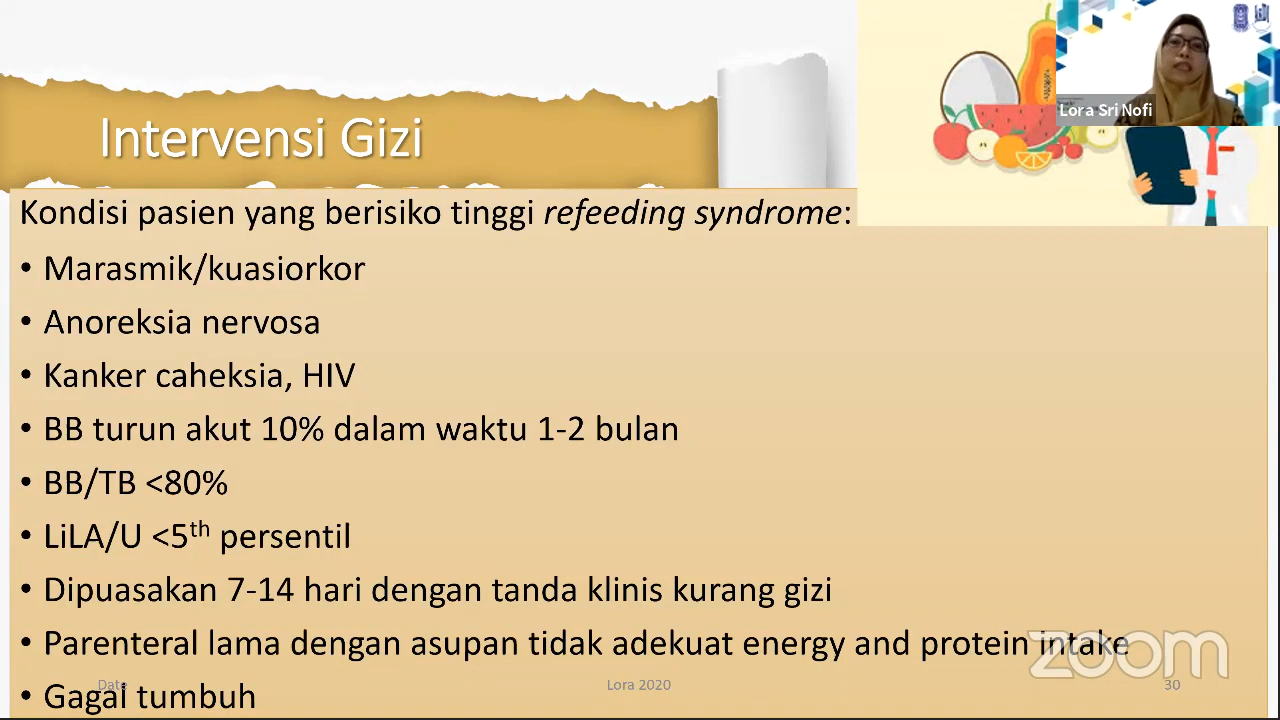 Intervensi Gizi
Lora Sri Nofi
Kondisi pasien yang berisiko tinggi refeeding syndrome:
• Marasmik/kuasiorkor
• Anoreksia nervosa
• Kanker caheksia, HIV
• BB turun akut 10% dalam waktu 1-2 bulan
• BB/TB <80%
• LiLA/U <5th persentil
• Dipuasakan 7-14 hari dengan tanda klinis kurang gizi
• Parenteral lama dengan asupan tidak adekuat energy and protein intake
zoom
• Gagal tumbuh
Date
Lora 2020
30